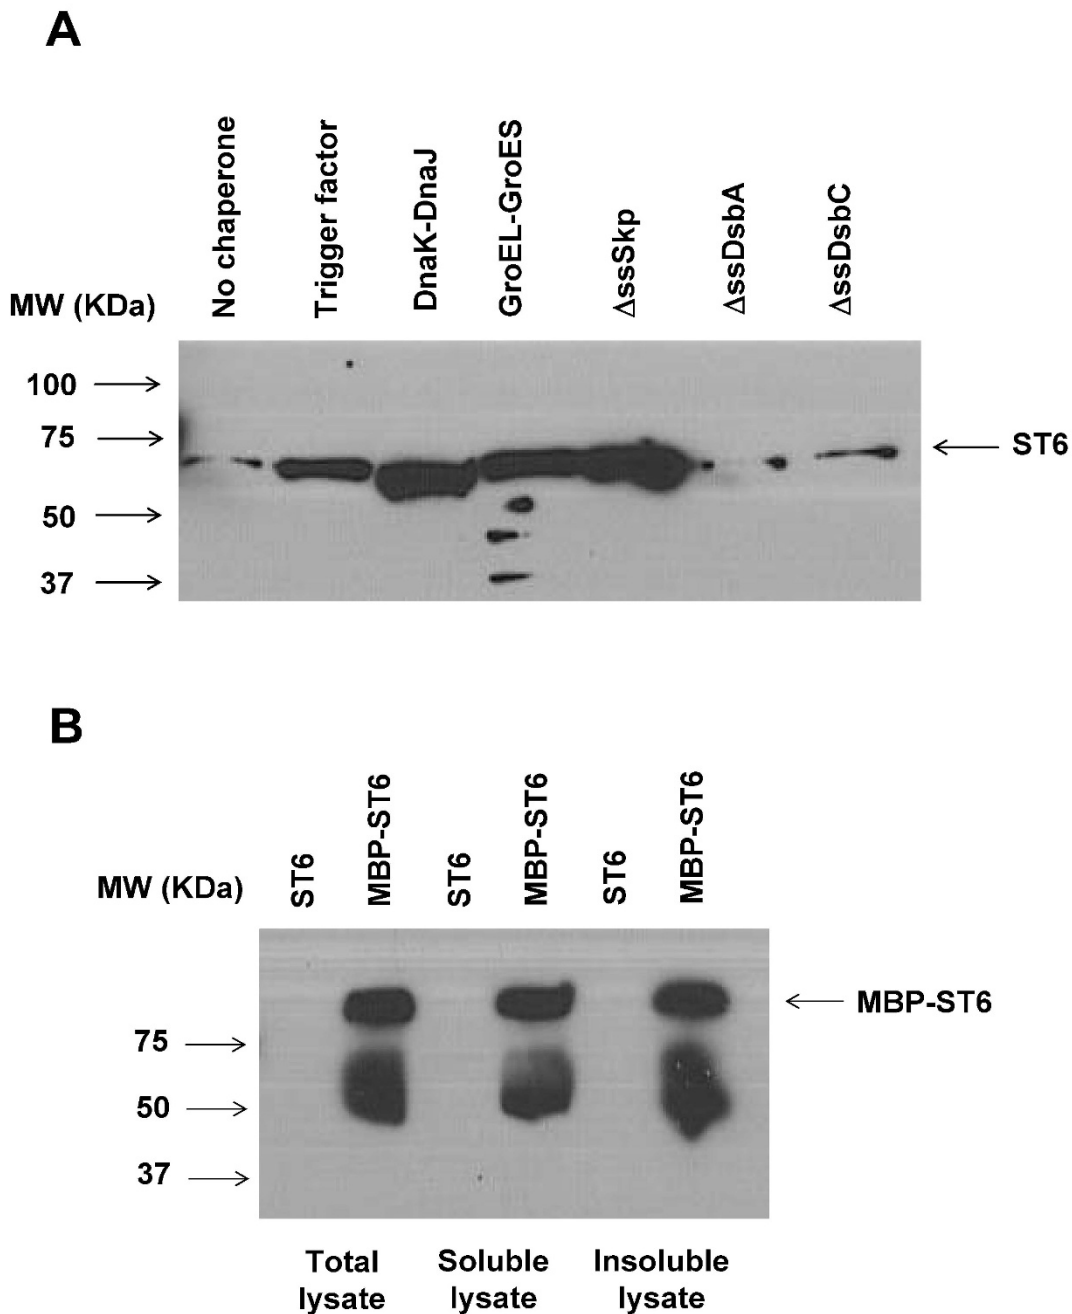 A
No chaperone
Trigger factor
DnaK-DnaJ
GroEL-GroES
ΔssSkp
ΔssDsbA
ΔssDsbC
MW (KDa)
100
75
50
37
ST6
B
ST6
MBP-ST6
ST6
MBP-ST6
ST6
MBP-ST6
MW (KDa)
75
50
37
MBP-ST6
Total
lysate
Soluble
lysate
Insoluble
lysate